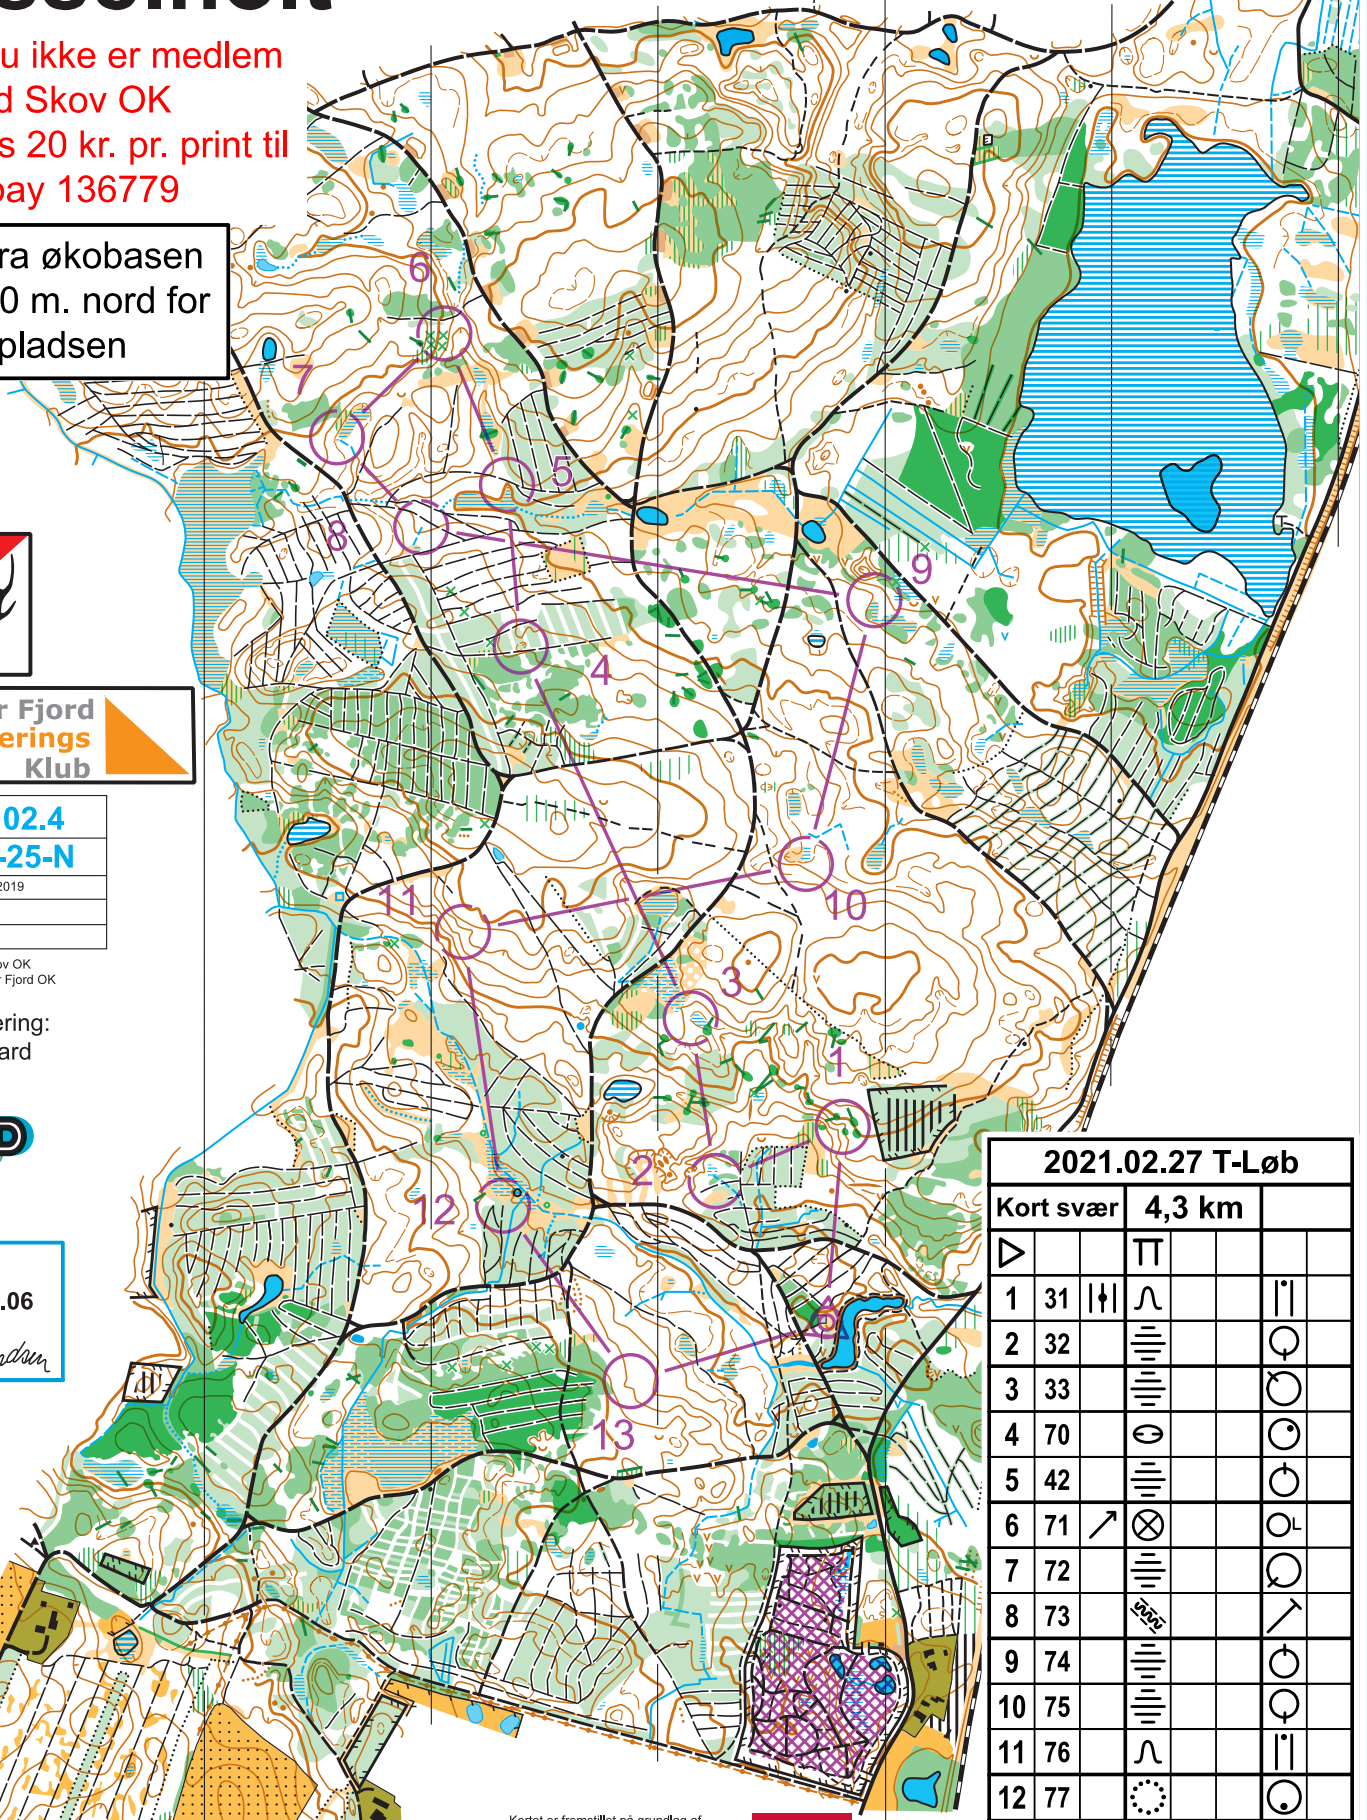 u ikke er medlem
d Skov OK
s 20 kr. pr. print til
pay 136779
ra økobasen
0 m. nord for
pladsen
r Fjord
erings
Klub
02.4
-25-N
2019
ov OK
r Fjord OK
ering:
ard
.06
6
7
5
8
9
4
11
10
3
1
2
12
13
2021.02.27 T-Løb
Kort svær 4,3 km
1 31
2 32
3 33
4 70
5 42
6 71
7 72
8 73
9 74
10 75
11 76
12 77
Kortet er fremstillet på grundlag af